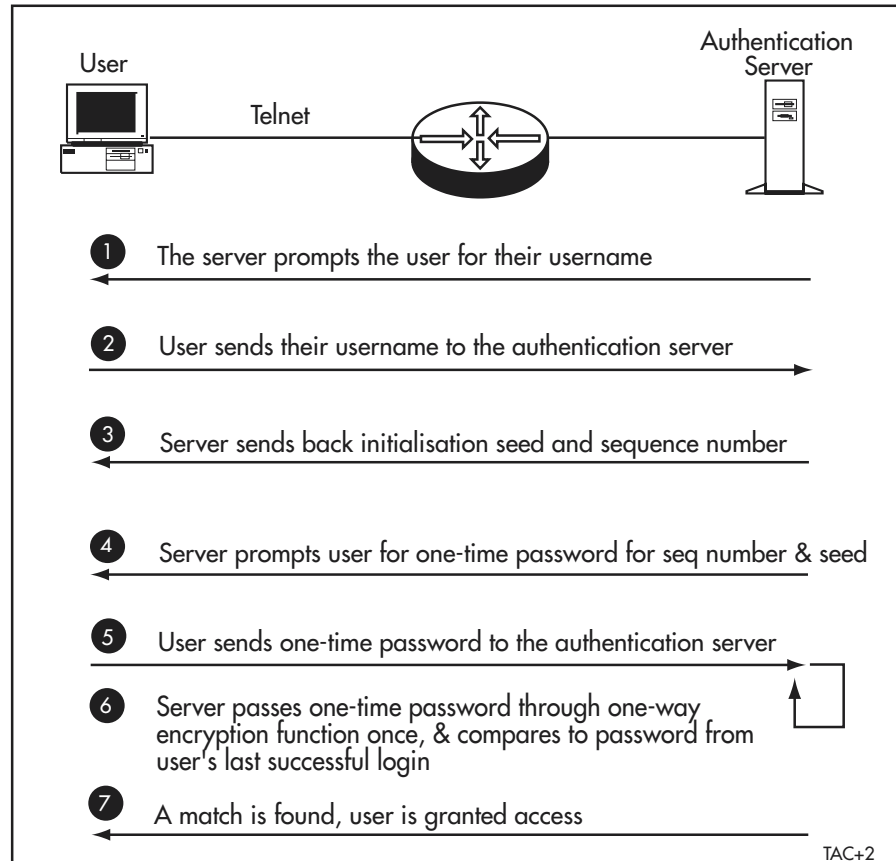 User
Authentication
Server
Telnet
1 The server prompts the user for their username
2 User sends their username to the authentication server
3 Server sends back initialisation seed and sequence number
4 Server prompts user for one-time password for seq number & seed
5 User sends one-time password to the authentication server
6 Server passes one-time password through one-way
encryption function once, & compares to password from
user's last successful login
7 A match is found, user is granted access
TAC+2